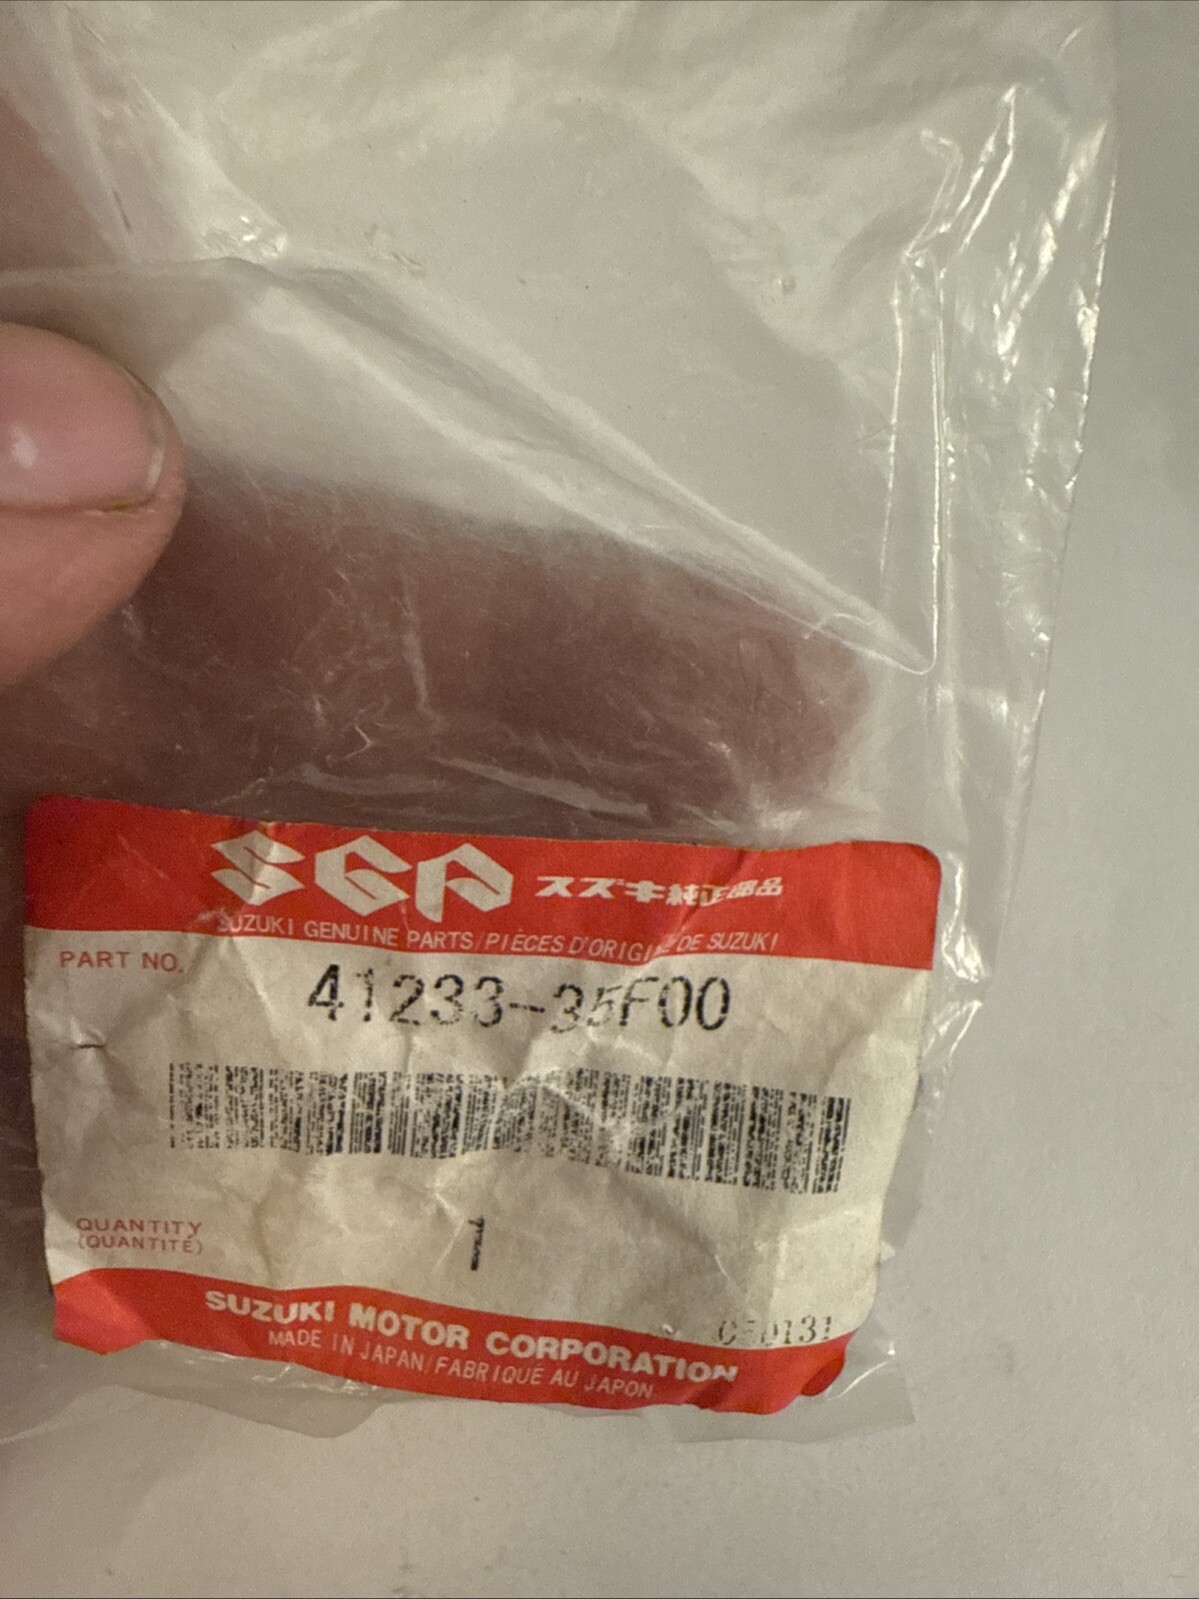 SGP スズキ純正部品
SUZUKI GENUINE PARTS/PIÈCES D'ORIGINE DE SUZUKI
PART NO.
41233-35F00
QUANTITY
(QUANTITÉ)
1
SUZUKI MOTOR CORPORATION
MADE IN JAPAN/FABRIQUÉ AU JAPON